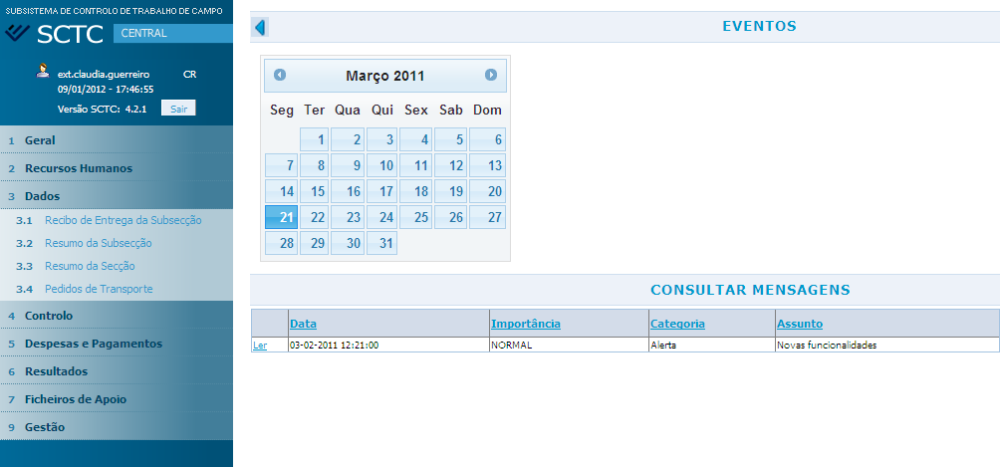 SUBSISTEMA DE CONTROLO DE TRABALHO DE CAMPO
SCTC CENTRAL
ext.claudia.guerreiro CR
09/01/2012 - 17:46:55
Versão SCTC: 4.2.1 Sair
1 Geral
2 Recursos Humanos
3 Dados
3.1 Recibo de Entrega da Subsecção
3.2 Resumo da Subsecção
3.3 Resumo da Secção
3.4 Pedidos de Transporte
4 Controlo
5 Despesas e Pagamentos
6 Resultados
7 Ficheiros de Apoio
9 Gestão
EVENTOS
Março 2011
Seg Ter Qua Qui Sex Sab Dom
1 2 3 4 5 6
7 8 9 10 11 12 13
14 15 16 17 18 19 20
21 22 23 24 25 26 27
28 29 30 31
CONSULTAR MENSAGENS
Data Importância Categoria Assunto
Ler 03-02-2011 12:21:00 NORMAL Alerta Novas funcionalidades